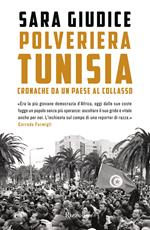 SARA GIUDICE
POLVERIERA
TUNISIA
CRONACHE DA UN PAESE AL COLLASSO
«Era la più giovane democrazia d'Africa, oggi dalle sue coste
fugge un popolo senza più speranze: ascoltare il suo grido è vitale
anche per noi. L'inchiesta sul campo di una reporter di razza.»
Corrado Formigli
Rizzoli